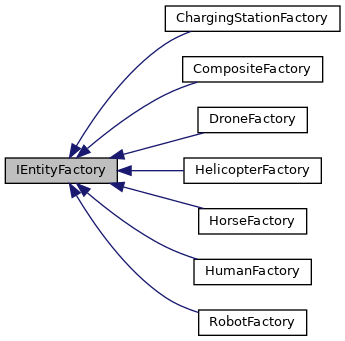 ChargingStationFactory
CompositeFactory
DroneFactory
IEntityFactory
HelicopterFactory
HorseFactory
HumanFactory
RobotFactory